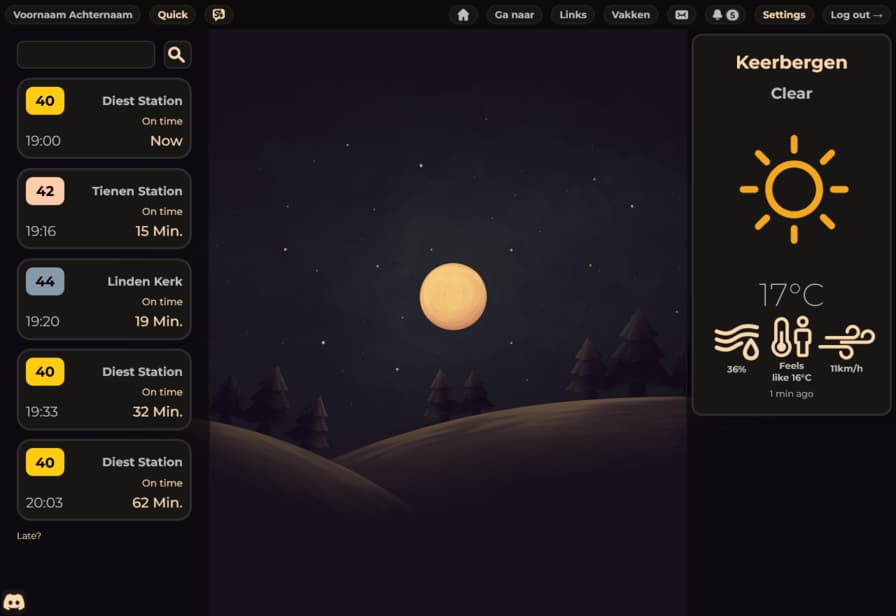 Voornaam Achternaam
Quick
Ga naar
Links
Vakken
5
Settings
Log out →
40
Diest Station
On time
19:00
Now
42
Tienen Station
On time
19:16
15 Min.
44
Linden Kerk
On time
19:20
19 Min.
40
Diest Station
On time
19:33
32 Min.
40
Diest Station
On time
20:03
62 Min.
Late?
Keerbergen
Clear
17°C
36%
Feels
like 16°C
11km/h
1 min ago